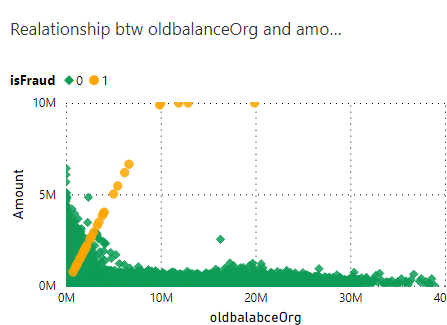 Realationship btw oldbalanceOrg and amo...
isFraud 0 1
10M
5M
0M
Amount
0M 10M 20M 30M 40
oldbalabceOrg